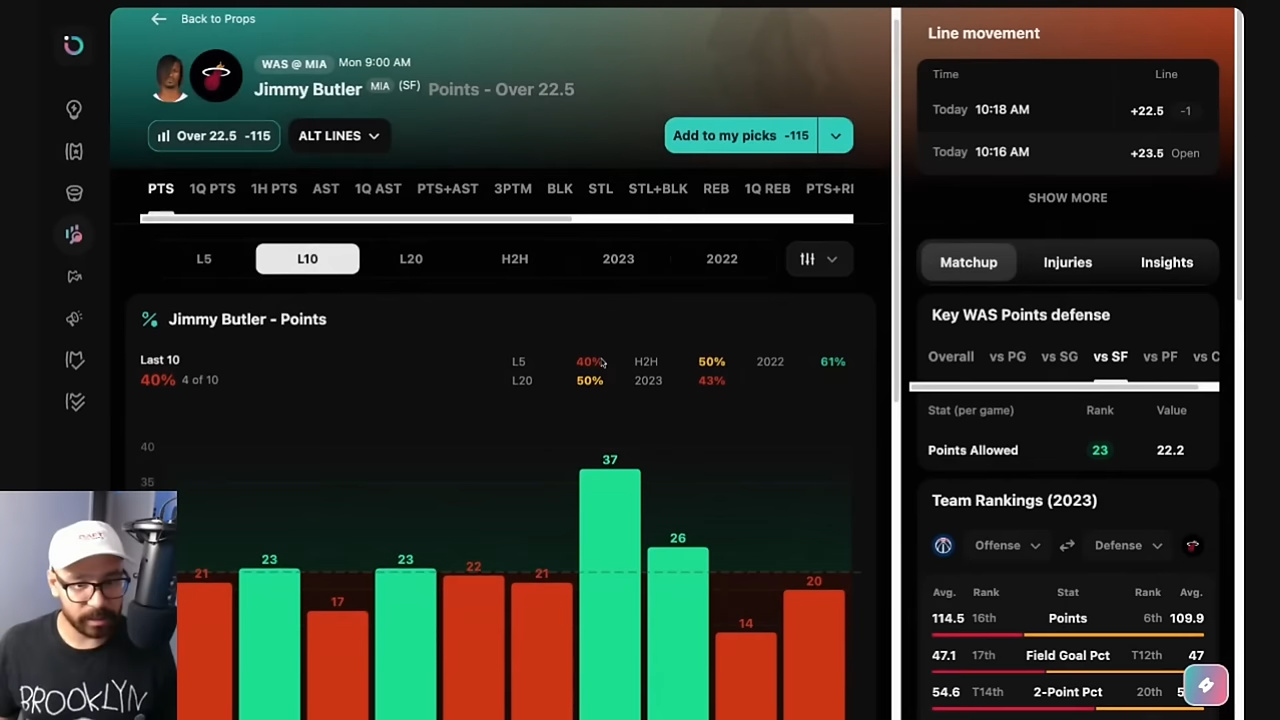 Back to Props
WAS @ MIA Mon 9:00 AM
Jimmy Butler MIA (SF) Points - Over 22.5
Over 22.5 -115 ALT LINES
Add to my picks -115
PTS 1Q PTS 1H PTS AST 1Q AST PTS+AST 3PTM BLK STL STL+BLK REB 1Q REB PTS+RI
L5 L10 L20 H2H 2023 2022
Jimmy Butler - Points
Last 10
40% 4 of 10
L5 40% H2H 50% 2022 61%
L20 50% 2023 43%
40
35
37
26
23 23
22
21 21
20
17
14
BROOKLYN
Line movement
Time Line
Today 10:18 AM +22.5 -1
Today 10:16 AM +23.5 Open
SHOW MORE
Matchup Injuries Insights
Key WAS Points defense
Overall vs PG vs SG vs SF vs PF vs C
Stat (per game) Rank Value
Points Allowed 23 22.2
Team Rankings (2023)
Offense Defense
Avg. Rank Stat Rank Avg.
114.5 16th Points 6th 109.9
47.1 17th Field Goal Pct T12th 47
54.6 T14th 2-Point Pct 20th